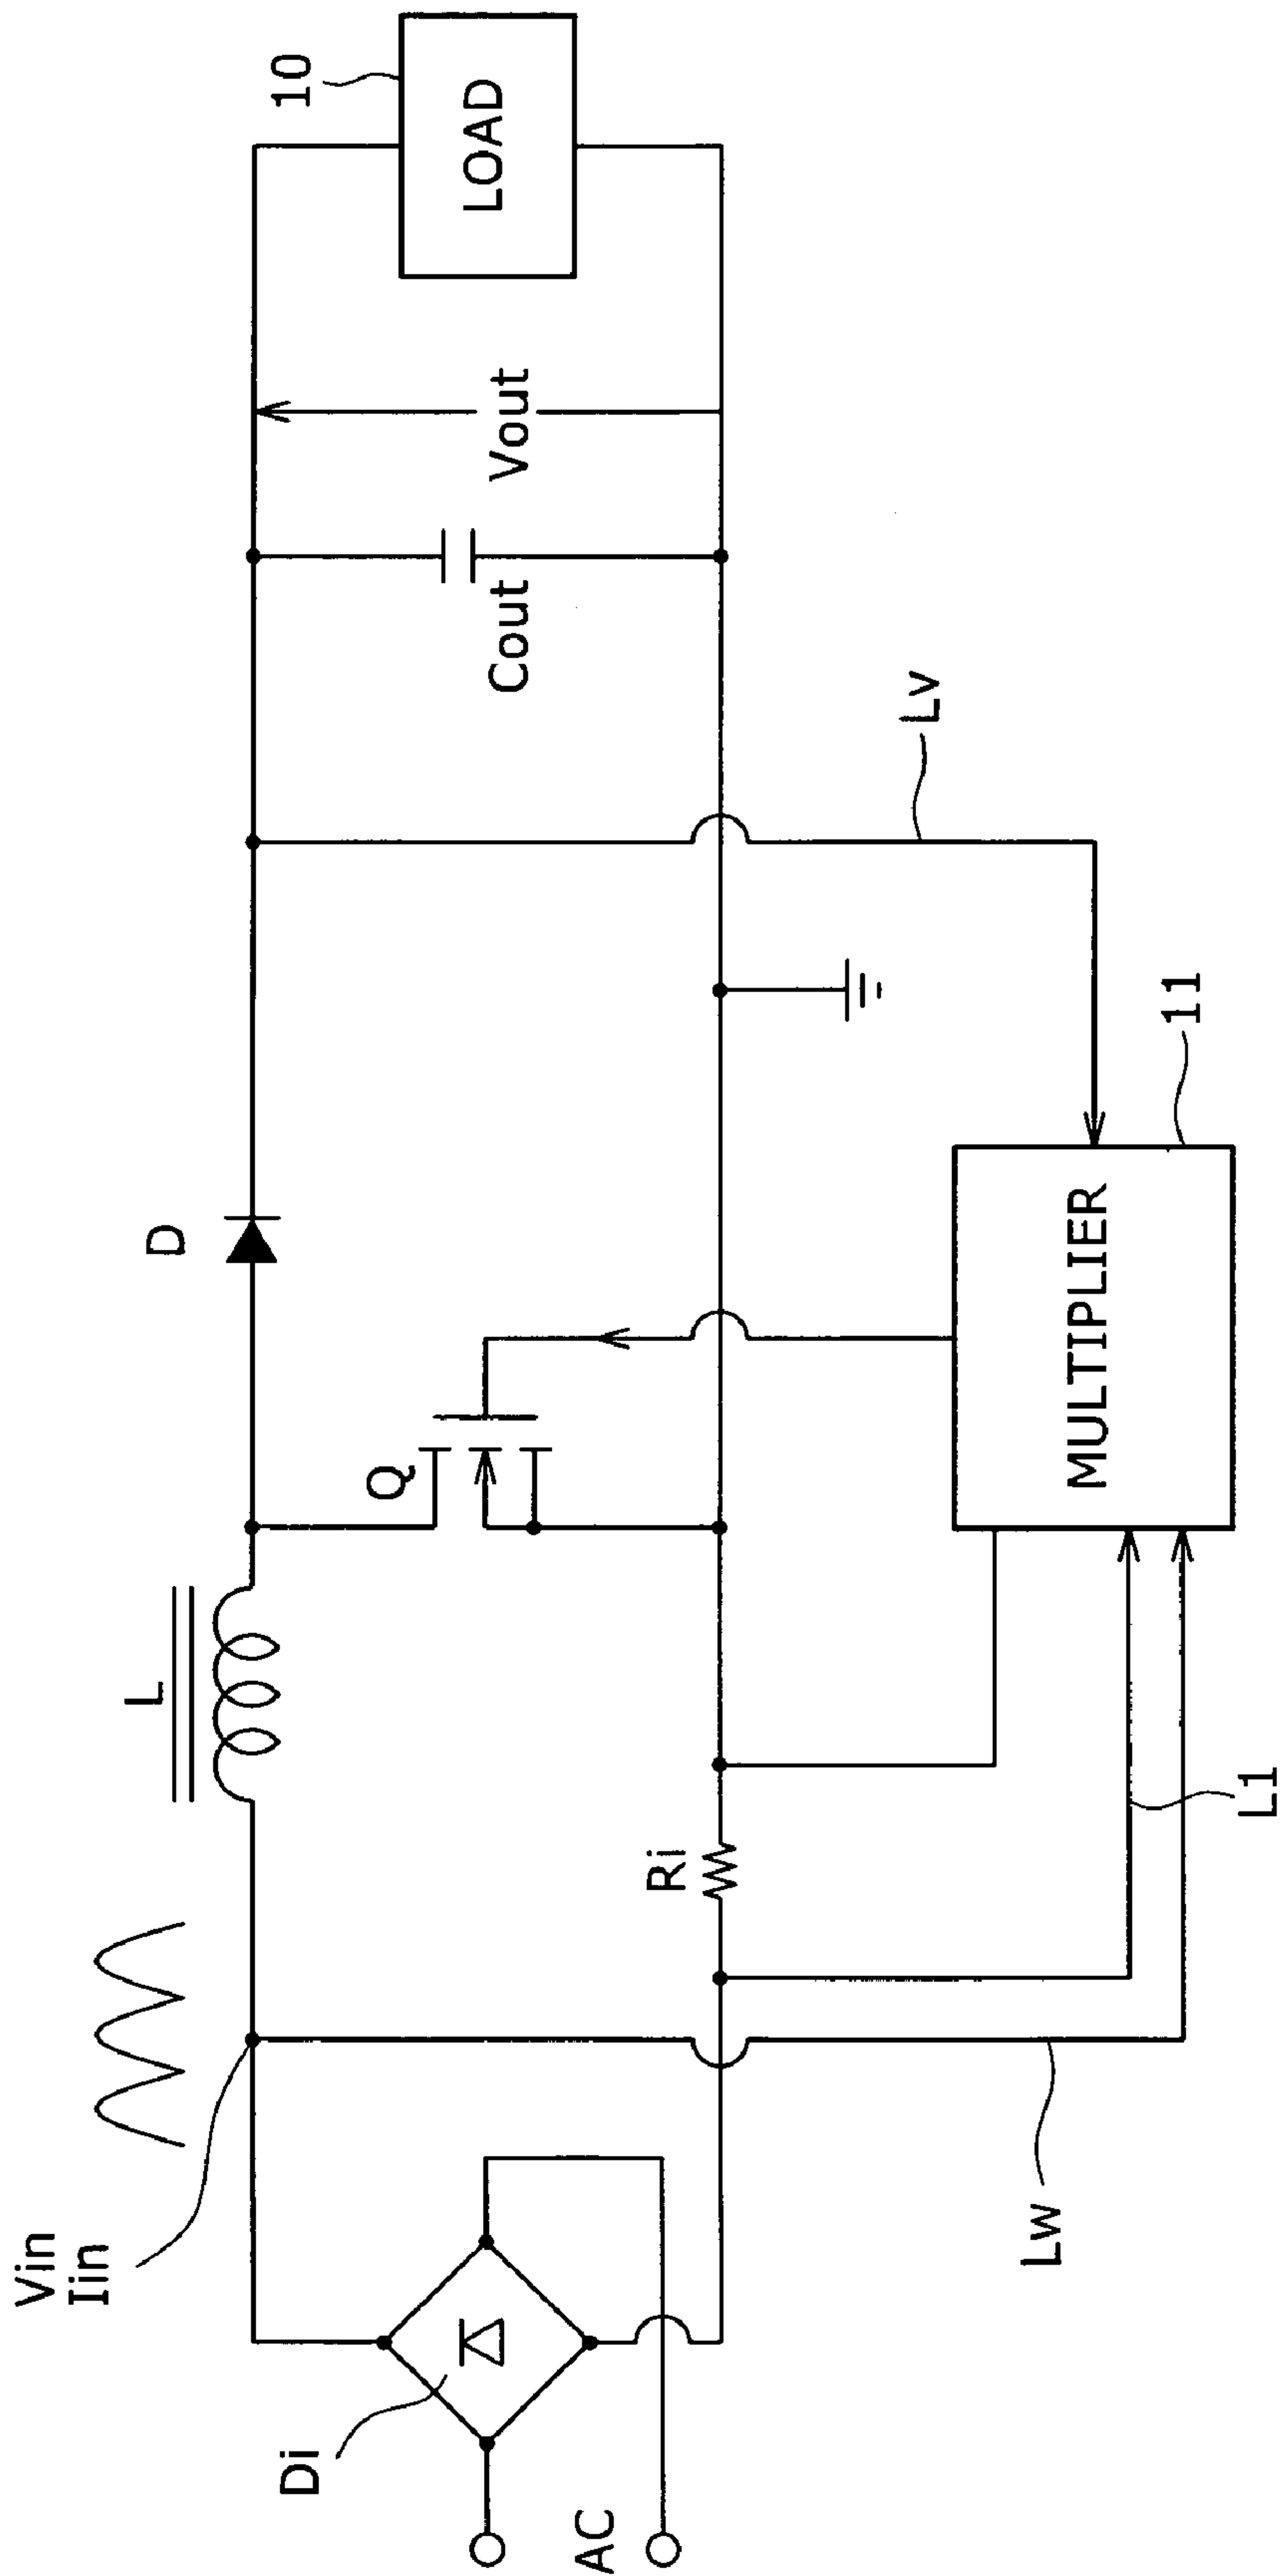 Vin
Iin
L
D
10
LOAD
Q
Di
AC
Ri
Cout
Vout
Lw
L1
MULTIPLIER
11
Lv